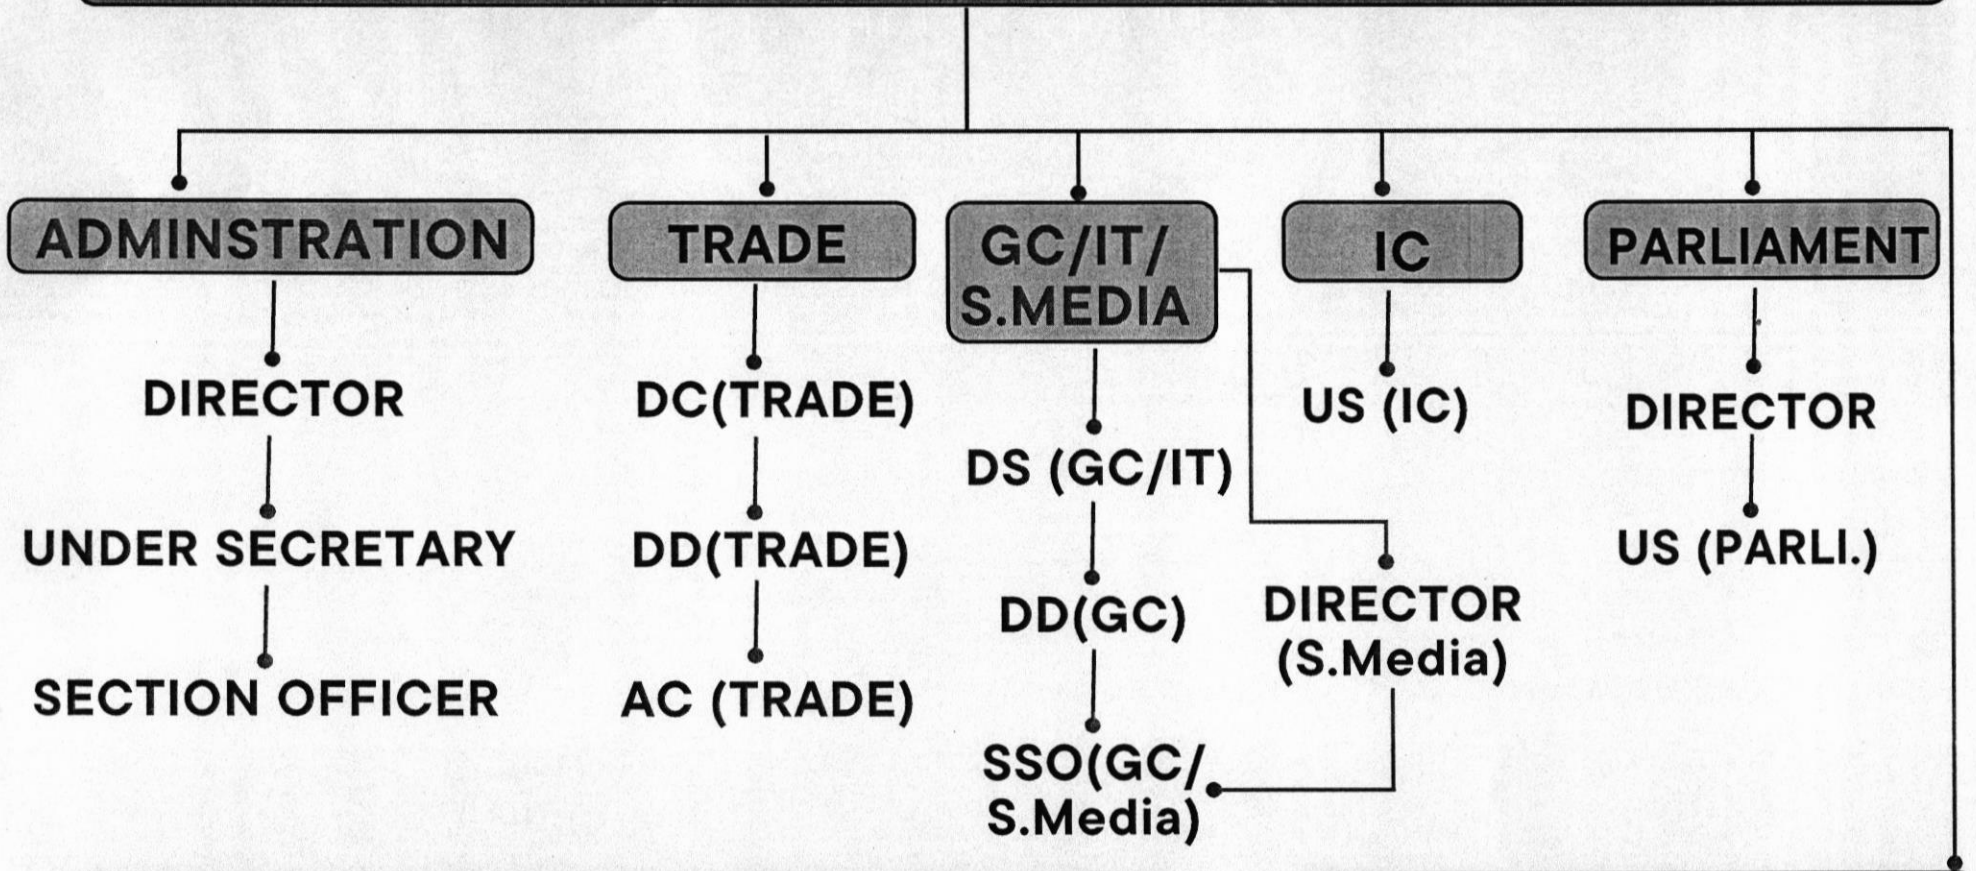 ADMINSTRATION
DIRECTOR
UNDER SECRETARY
SECTION OFFICER
TRADE
DC(TRADE)
DD(TRADE)
AC (TRADE)
GC/IT/
S.MEDIA
DS (GC/IT)
DD(GC)
SSO(GC/
S.Media)
DIRECTOR
(S.Media)
IC
US (IC)
PARLIAMENT
DIRECTOR
US (PARLI.)